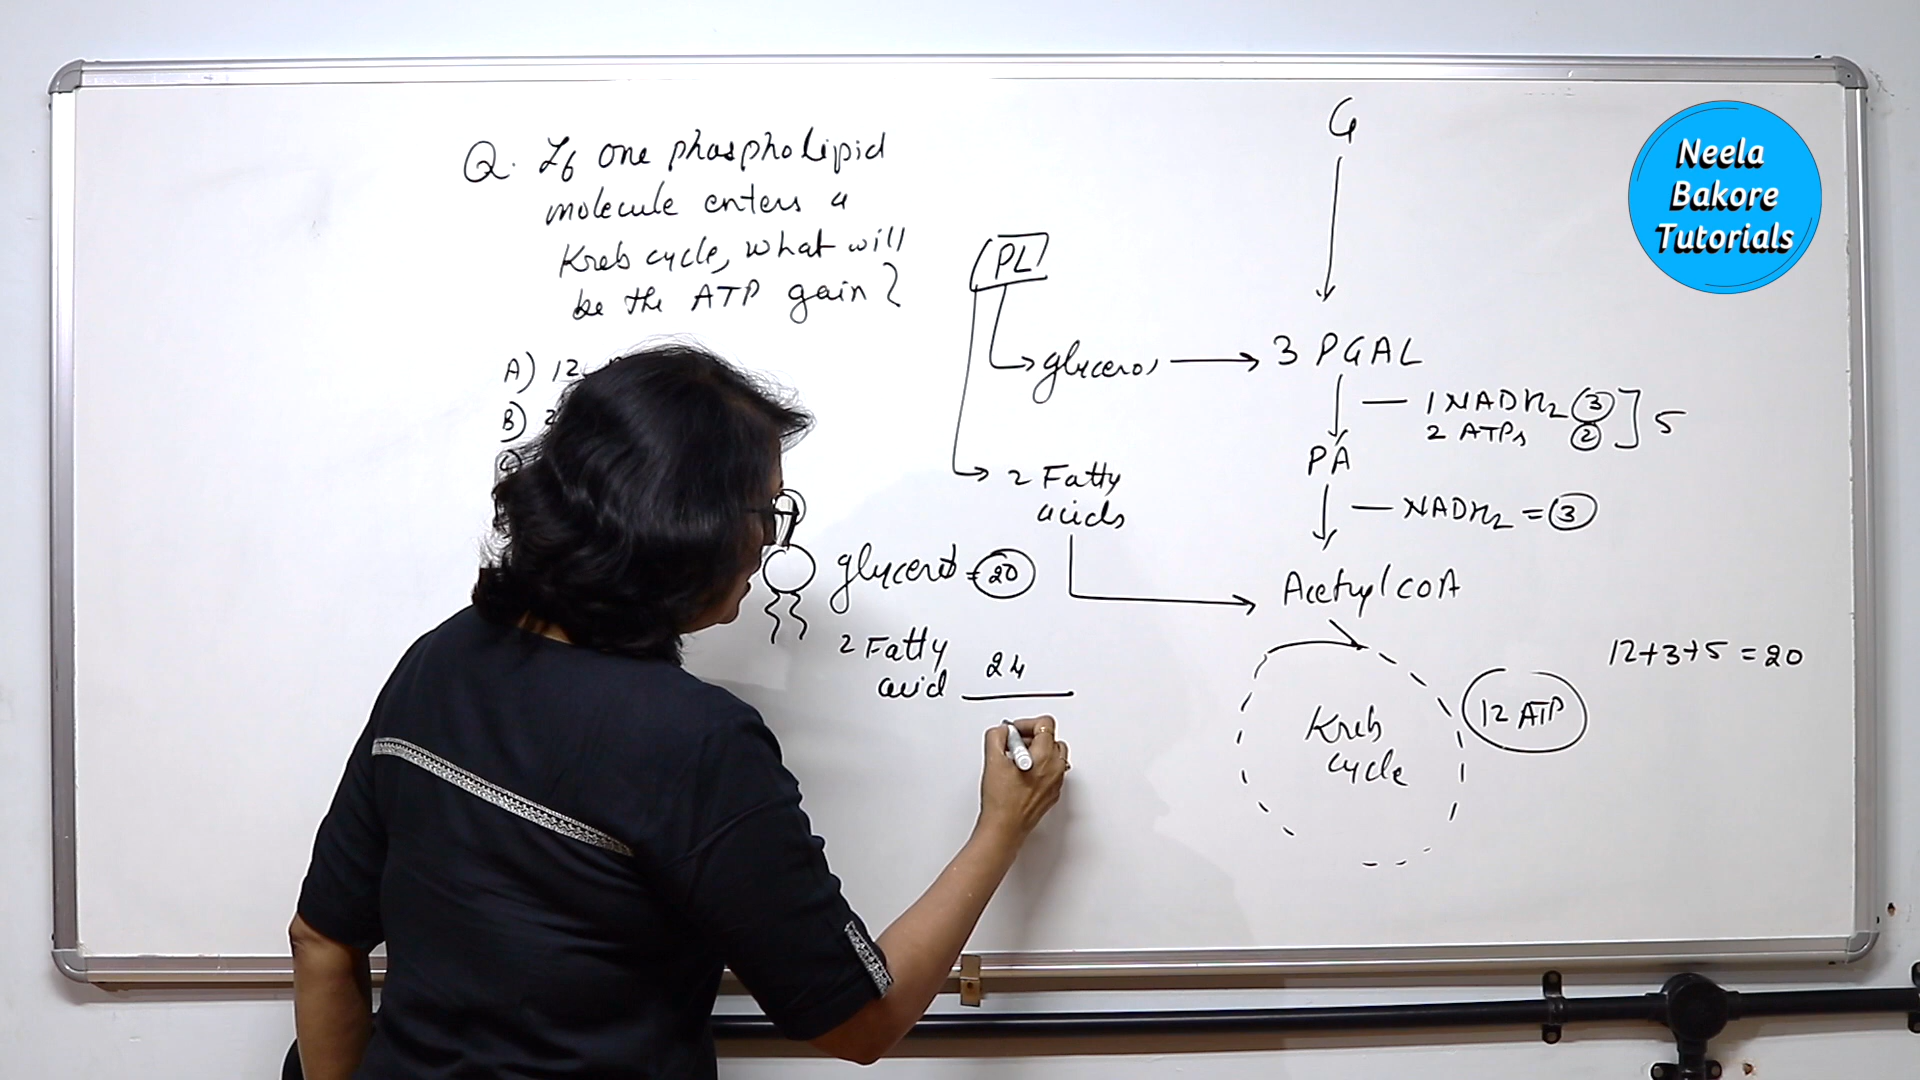 Q. If one phospholipid
molecule enters a
Kreb cycle, what will
be the ATP gain?
A) 12
B) 2
C)
PL
glycerol
2 Fatty
acids
glycerol = 20
2 Fatty
acid 24
G
3 PGAL
1 NADH2 3
2 ATPs 2
5
PA
NADH2 = 3
Acetyl CoA
Kreb
cycle
12 ATP
12+3+5 = 20
Neela
Bakore
Tutorials